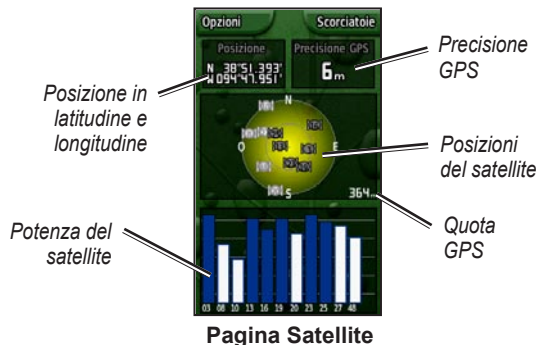 Opzioni Scorciatoie
Posizione Precisione GPS
N 38°51.393'
W094°47.951'
6m
Precisione
GPS
Posizione in
latitudine e
longitudine
N
O E
S
364m
Posizioni
del satellite
Quota
GPS
Potenza del
satellite
03 08 10 13 16 19 20 23 25 27 48
Pagina Satellite